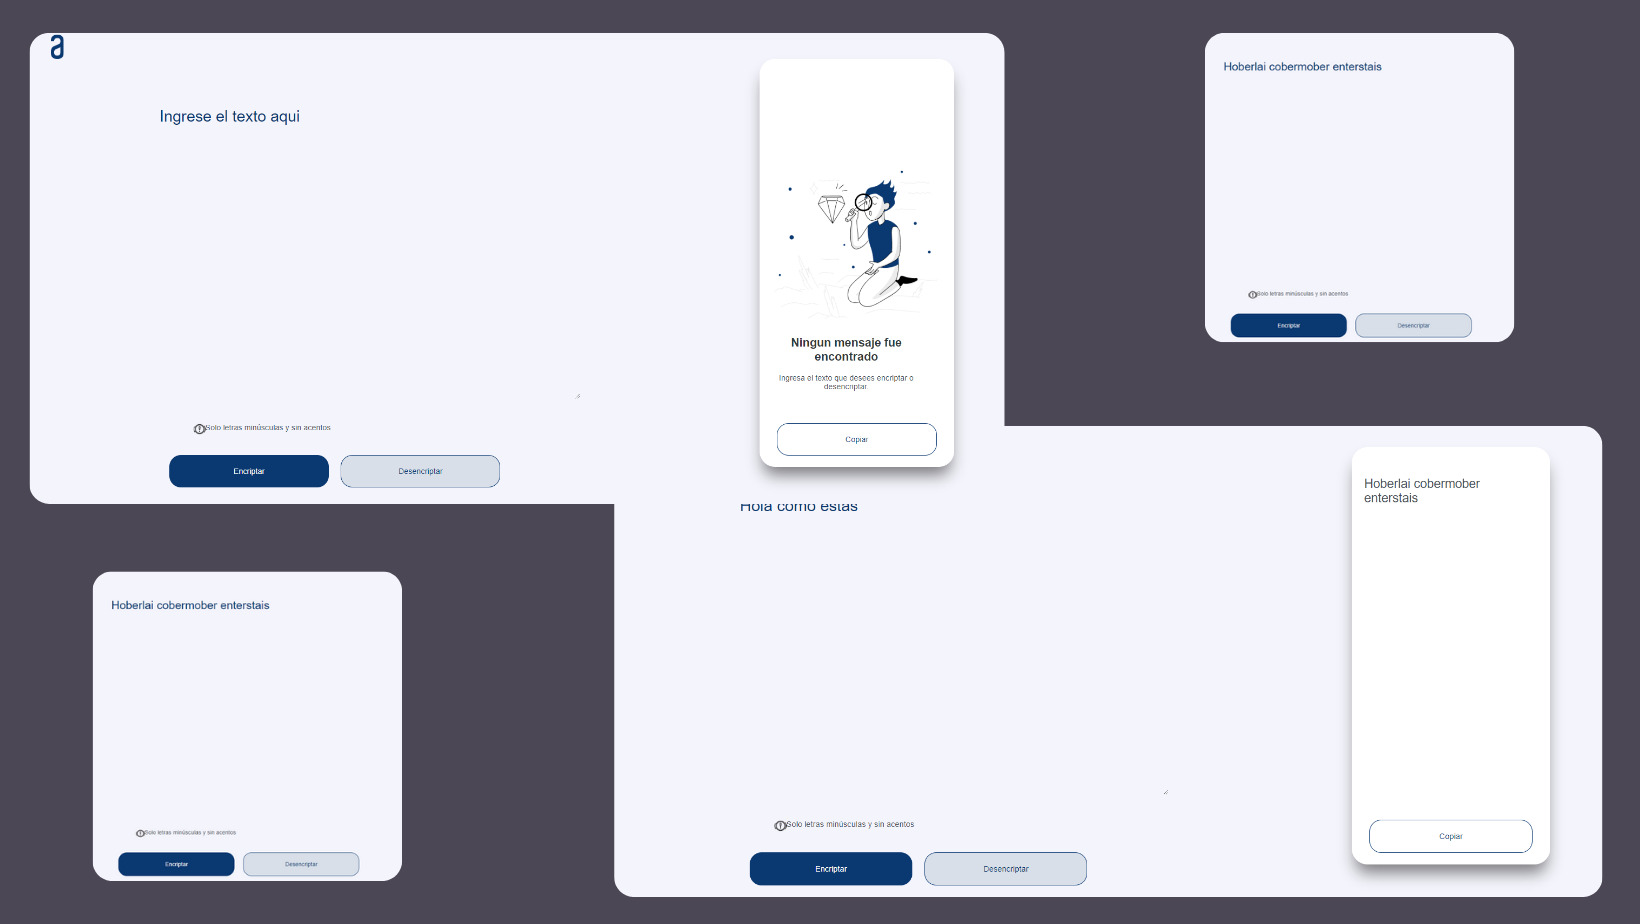 a
Ingrese el texto aqui
Solo letras minúsculas y sin acentos
Encriptar
Desencriptar
Ningun mensaje fue
encontrado
Ingresa el texto que desees encriptar o
desencriptar
Copiar
Hoberlai cobermober enterstais
Solo letras minúsculas y sin acentos
Encriptar
Desencriptar
Hoberlai cobermober enterstais
Solo letras minúsculas y sin acentos
Encriptar
Desencriptar
Hola como estas
Solo letras minúsculas y sin acentos
Encriptar
Desencriptar
Hoberlai cobermober
enterstais
Copiar